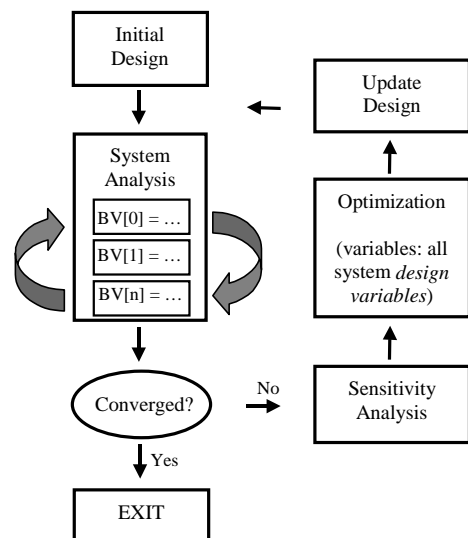 Initial
Design
System
Analysis
BV[0] = …
BV[1] = …
BV[n] = …
Converged?
No
Yes
EXIT
Sensitivity
Analysis
Optimization
(variables: all
system design
variables)
Update
Design